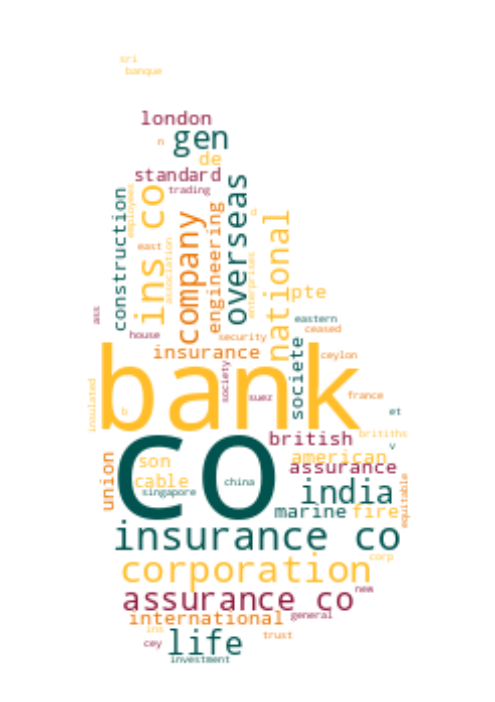 sri
banque
london
n
gen
de
standard
trading
construction
employees
ins co
east
association
company
engineering
overseas
d
enterprises
national
pte
eastern
ceased
ass
house
security
insurance
ceylon
societe
society
suez
france
insulated
b
bank
et
co
british
britiths
v
union
son
cable
singapore
china
american
assurance
india
equitable
marine
fire
insurance co
corp
corporation
new
assurance co
international
general
ins
cey
life
trust
investment